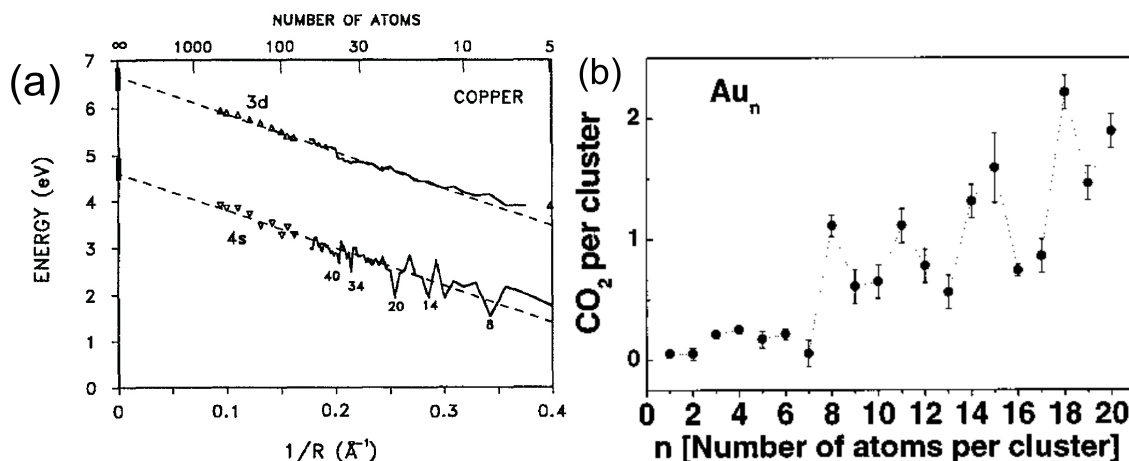 (a)
NUMBER OF ATOMS
∞ 1000 100 30 10 5
7
6
5
4
3
2
1
0
ENERGY (eV)
COPPER
3d
4s
40
34
20
14
8
0 0.1 0.2 0.3 0.4
1/R (Å⁻¹)
(b)
Au_n
2
1
0
CO₂ per cluster
0 2 4 6 8 10 12 14 16 18 20
n [Number of atoms per cluster]